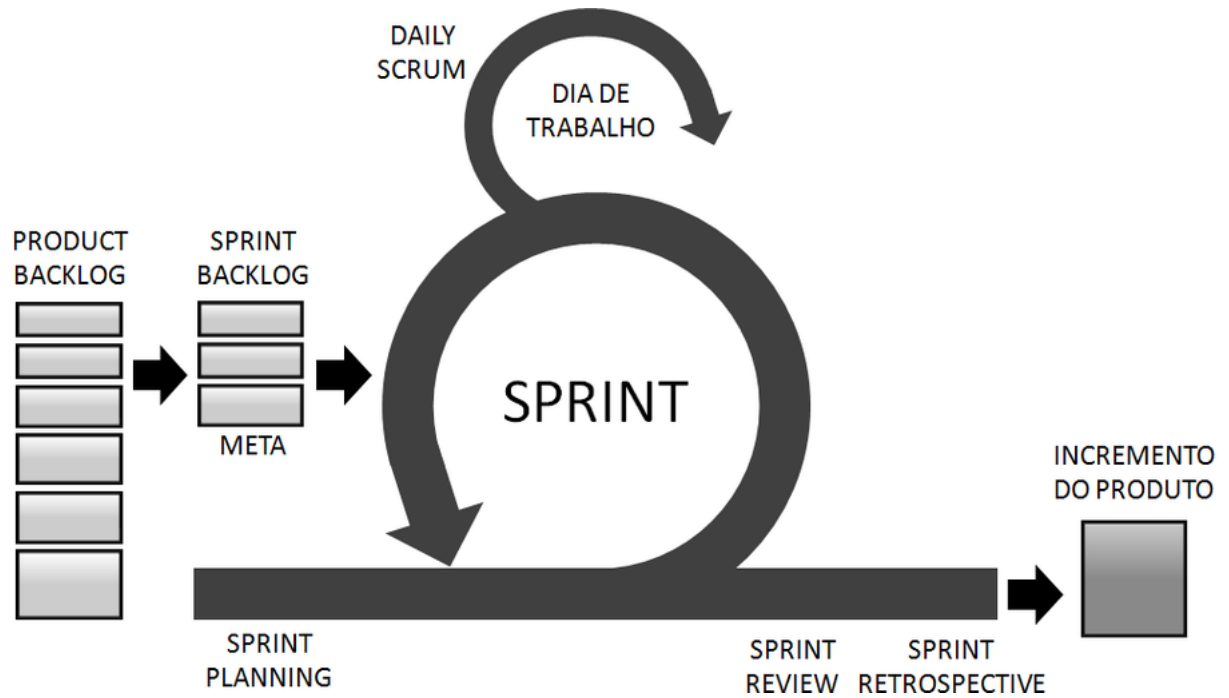 DAILY
SCRUM
DIA DE
TRABALHO
PRODUCT
BACKLOG
SPRINT
BACKLOG
META
SPRINT
INCREMENTO
DO PRODUTO
SPRINT
PLANNING
SPRINT
REVIEW
SPRINT
RETROSPECTIVE